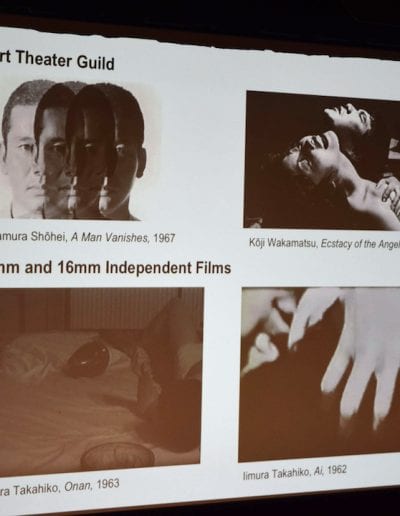 rt Theater Guild
amura Shōhei, A Man Vanishes, 1967
Kōji Wakamatsu, Ecstacy of the Angel
mm and 16mm Independent Films
ra Takahiko, Onan, 1963
Iimura Takahiko, Ai, 1962